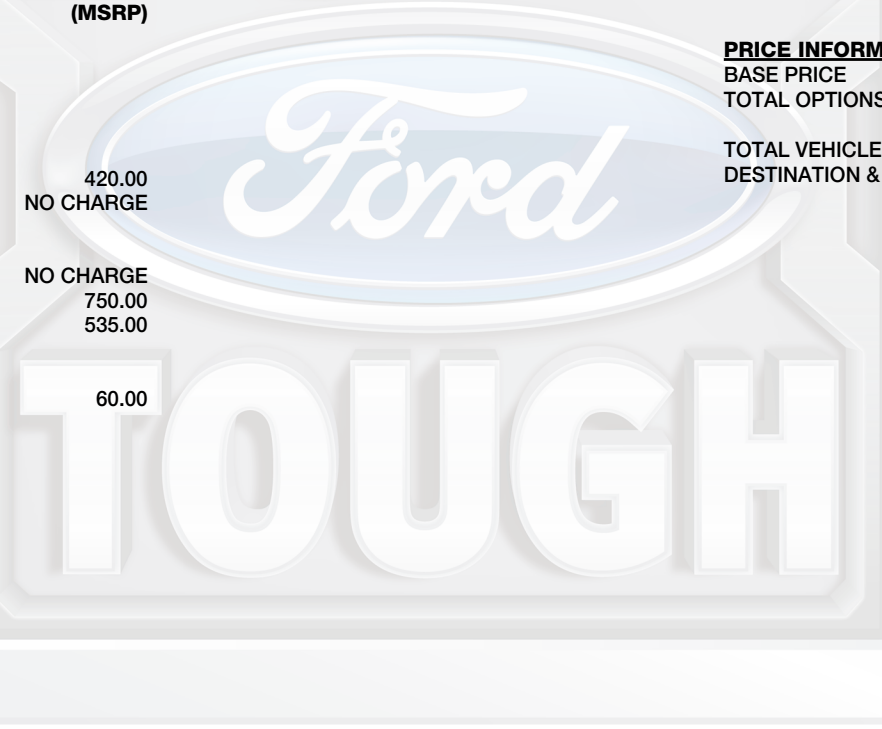 (MSRP)
420.00
NO CHARGE
NO CHARGE
750.00
535.00
60.00
PRICE INFORM
BASE PRICE
TOTAL OPTIONS
TOTAL VEHICLE
DESTINATION &
Ford
TOUGH